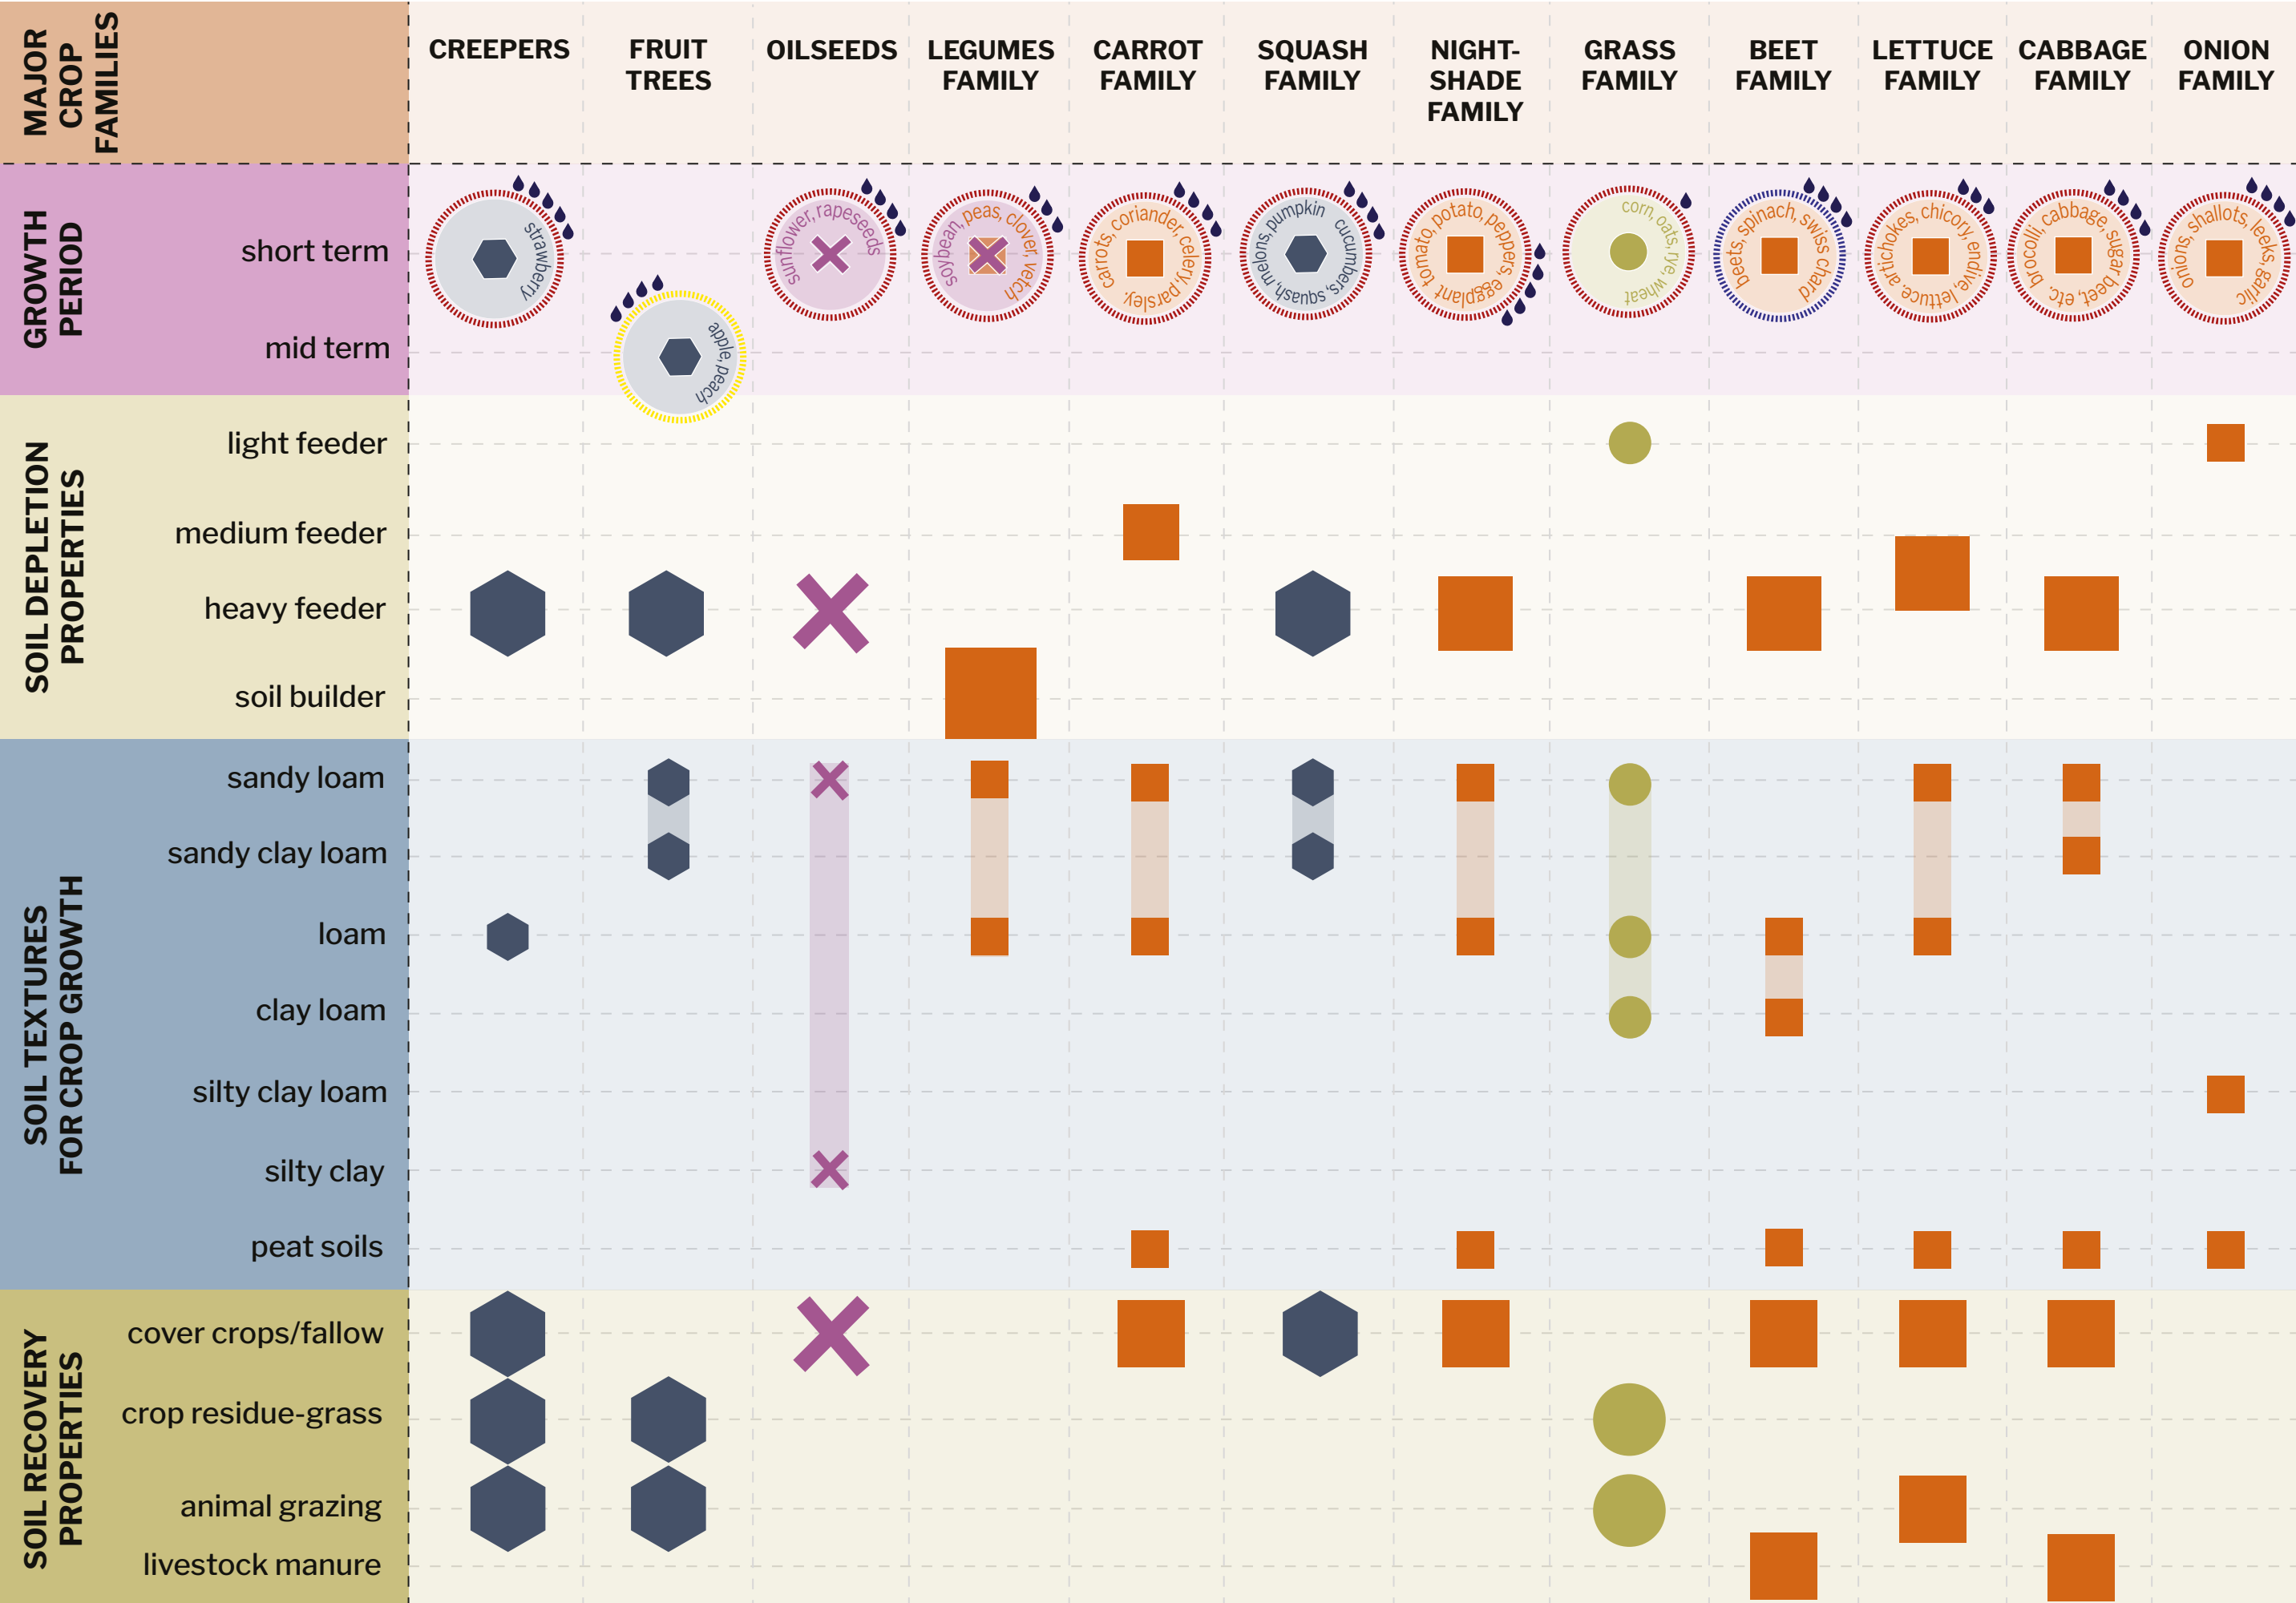 MAJOR
CROP
FAMILIES
CREEPERS
FRUIT
TREES
OILSEEDS
LEGUMES
FAMILY
CARROT
FAMILY
SQUASH
FAMILY
NIGHT-
SHADE
FAMILY
GRASS
FAMILY
BEET
FAMILY
LETTUCE
FAMILY
CABBAGE
FAMILY
ONION
FAMILY
GROWTH
PERIOD
short term
mid term
strawberry
apple, peach
sunflower, rapeseeds
soybean, peas, clover, vetch
carrots, coriander, celery, parsley
melons, pumpkin
cucumbers, squash,
tomato, potato, peppers, eggplant
corn, oats, rye, wheat
beets, spinach, swiss chard
lettuce, artichokes, chicory, endive,
brocolli, cabbage, sugar beet, etc.
onions, shallots, leeks, garlic
SOIL DEPLETION
PROPERTIES
light feeder
medium feeder
heavy feeder
soil builder
SOIL TEXTURES
FOR CROP GROWTH
sandy loam
sandy clay loam
loam
clay loam
silty clay loam
silty clay
peat soils
SOIL RECOVERY
PROPERTIES
cover crops/fallow
crop residue-grass
animal grazing
livestock manure